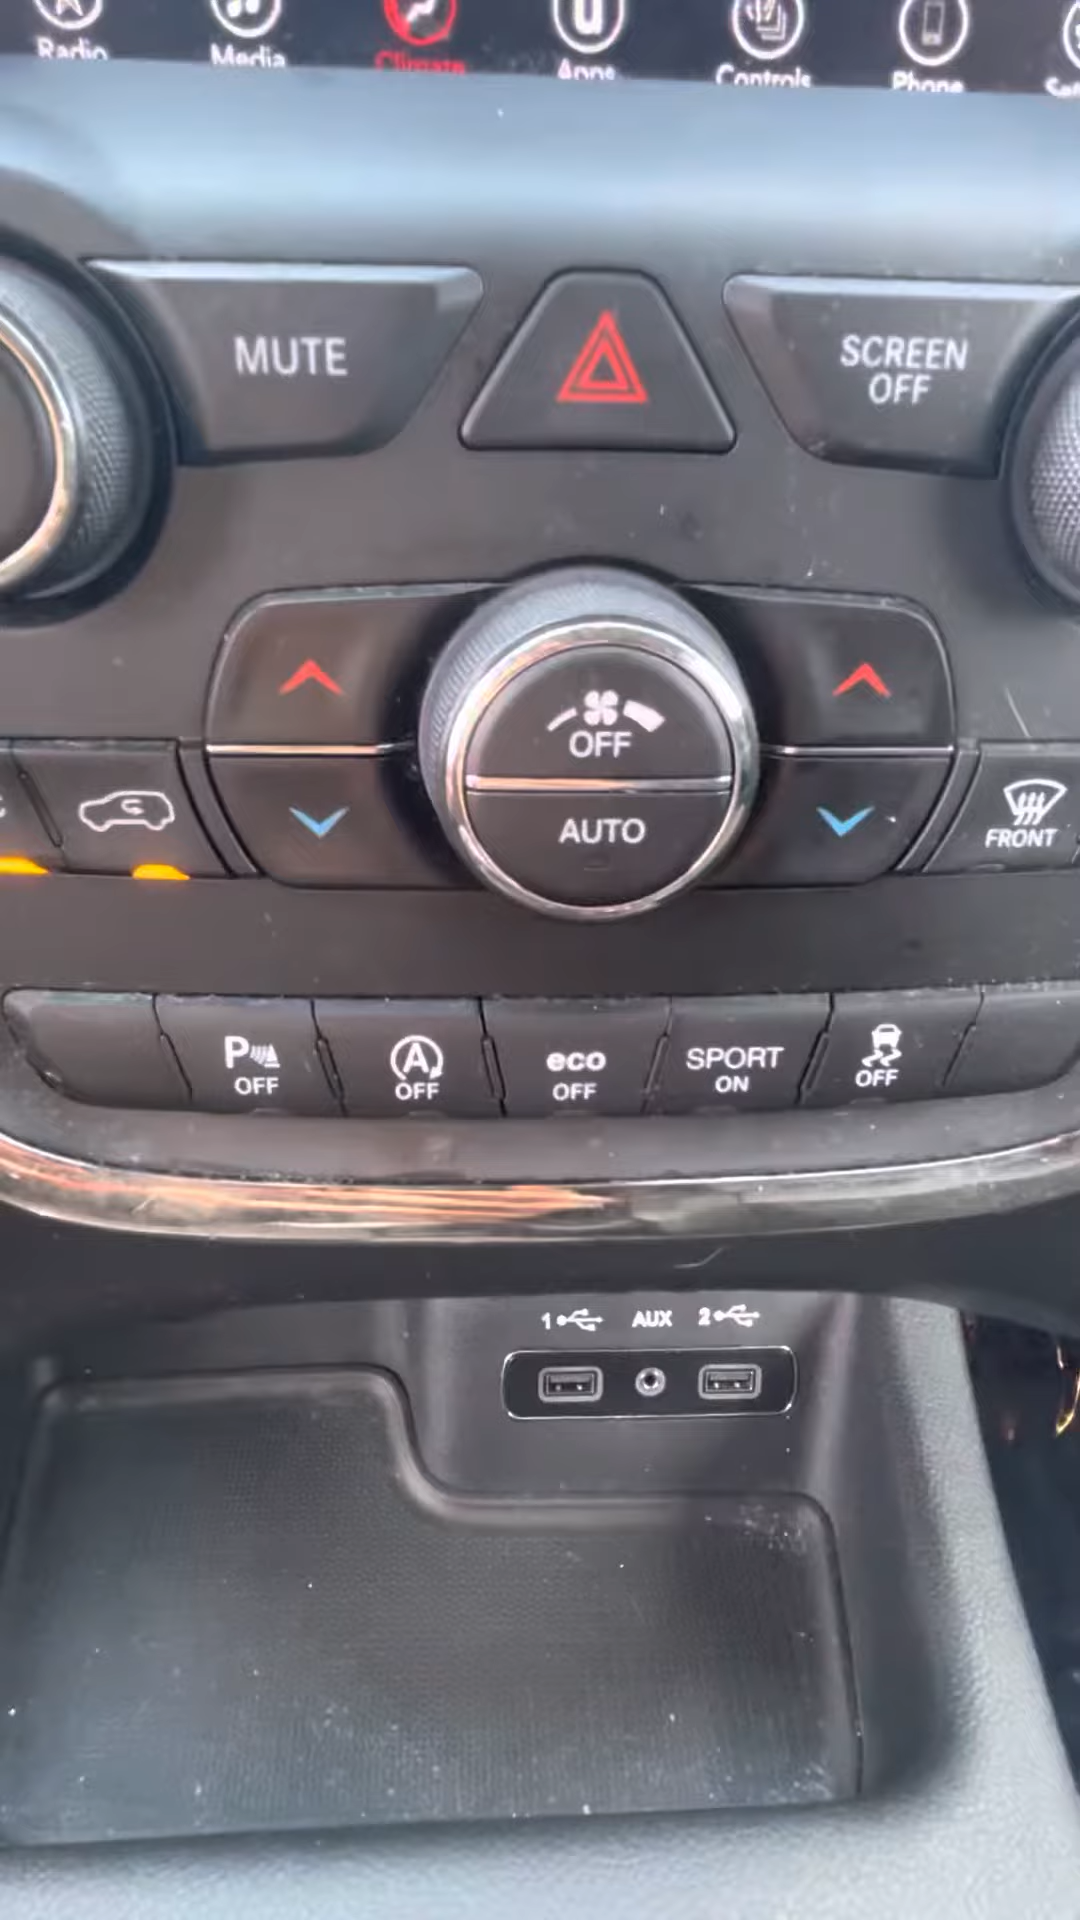 Radio Media Climate Apps Controls Phone
MUTE
SCREEN
OFF
OFF
AUTO
FRONT
P OFF
A OFF
eco OFF
SPORT ON
OFF
1 AUX 2